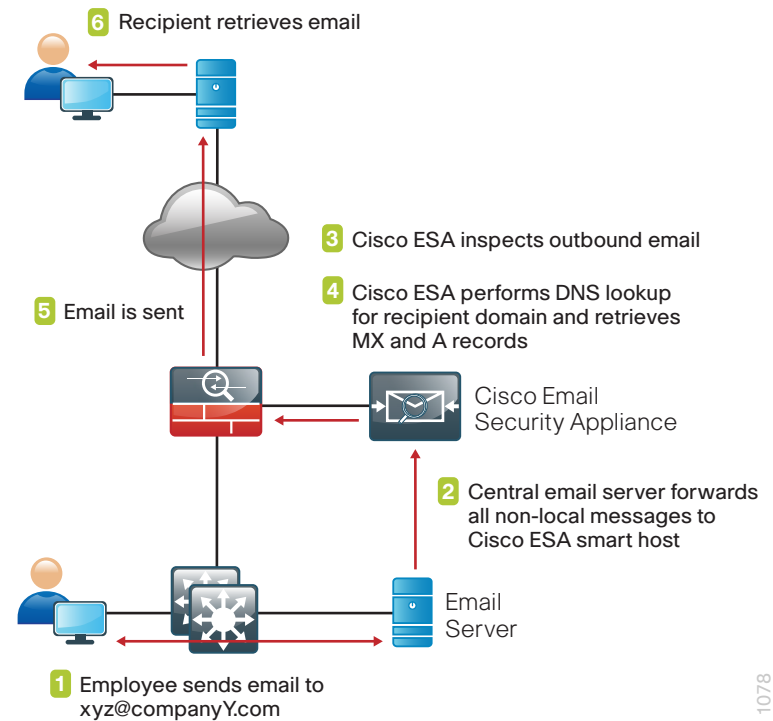 6 Recipient retrieves email
3 Cisco ESA inspects outbound email
4 Cisco ESA performs DNS lookup
for recipient domain and retrieves
MX and A records
5 Email is sent
Cisco Email
Security Appliance
2 Central email server forwards
all non-local messages to
Cisco ESA smart host
Email
Server
1 Employee sends email to
xyz@companyY.com
1078